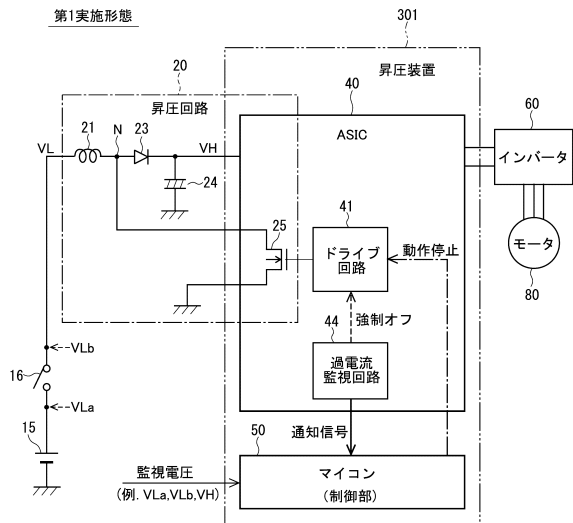 第1実施形態
301
20
昇圧装置
昇圧回路
40
60
21
N
23
VL
VH
ASIC
インバータ
24
25
41
ドライブ
回路
動作停止
モータ
80
強制オフ
44
過電流
監視回路
VLb
16
VLa
15
通知信号
50
監視電圧
(例. VLa,VLb,VH)
マイコン
(制御部)